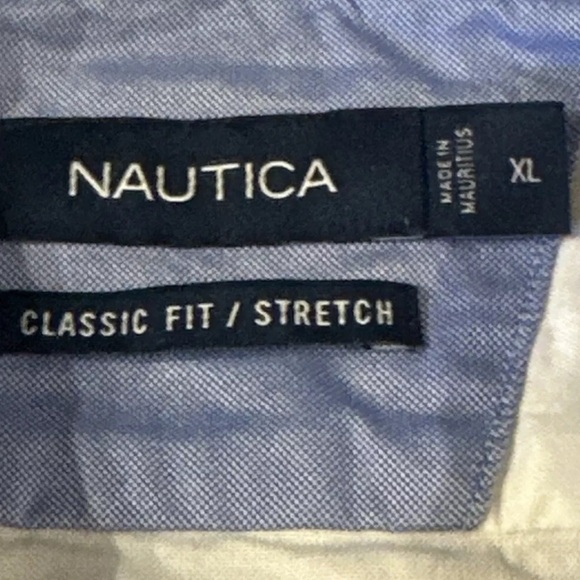 NAUTICA
MADE IN
MAURITIUS
XL
CLASSIC FIT / STRETCH